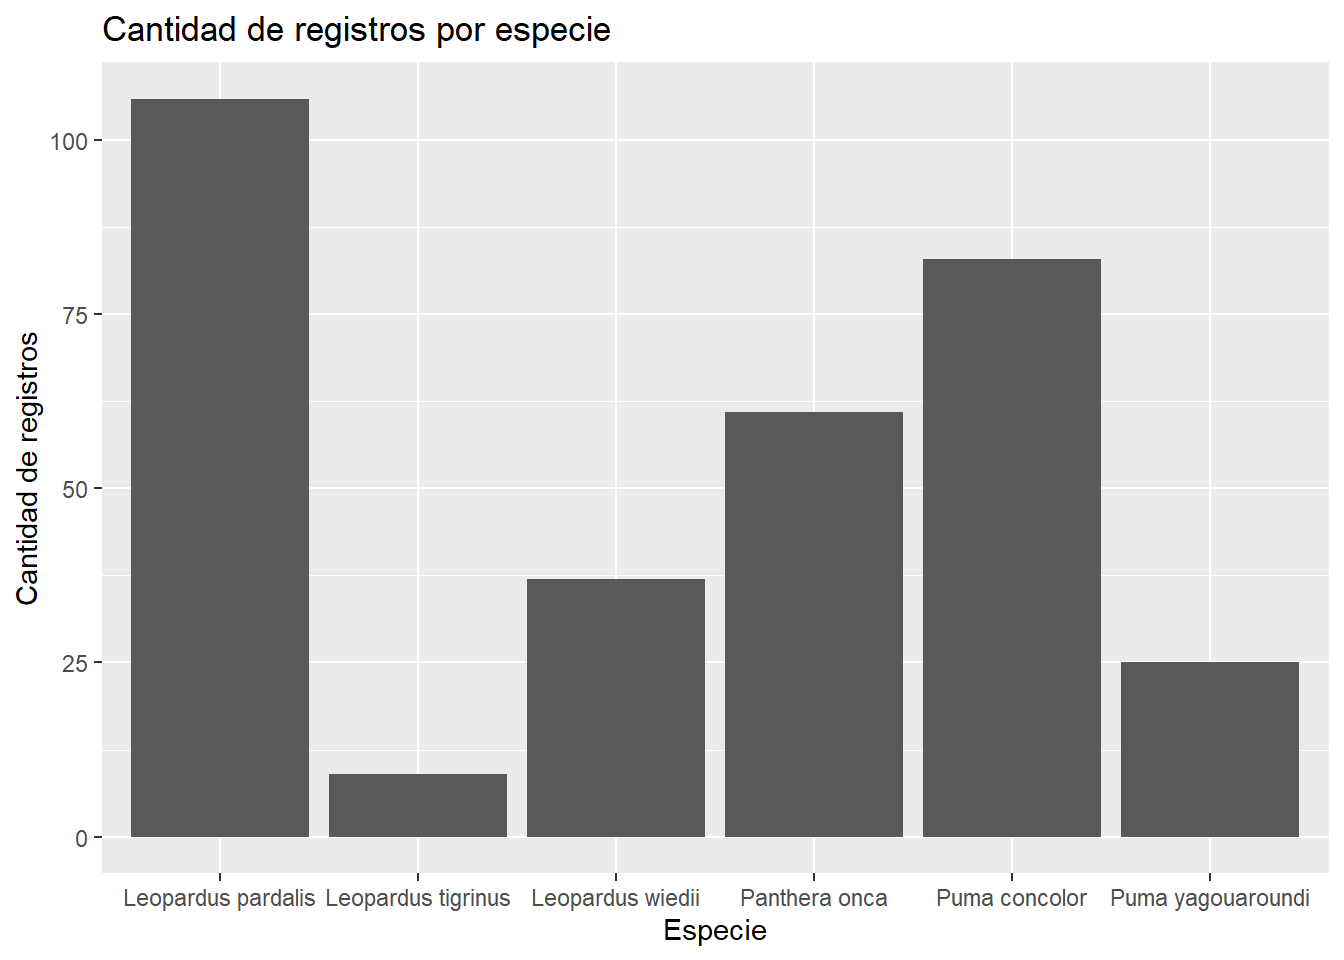 Cantidad de registros por especie
Cantidad de registros
100
75
50
25
0
Leopardus pardalis Leopardus tigrinus Leopardus wiedii Panthera onca Puma concolor Puma yagouaroundi
Especie